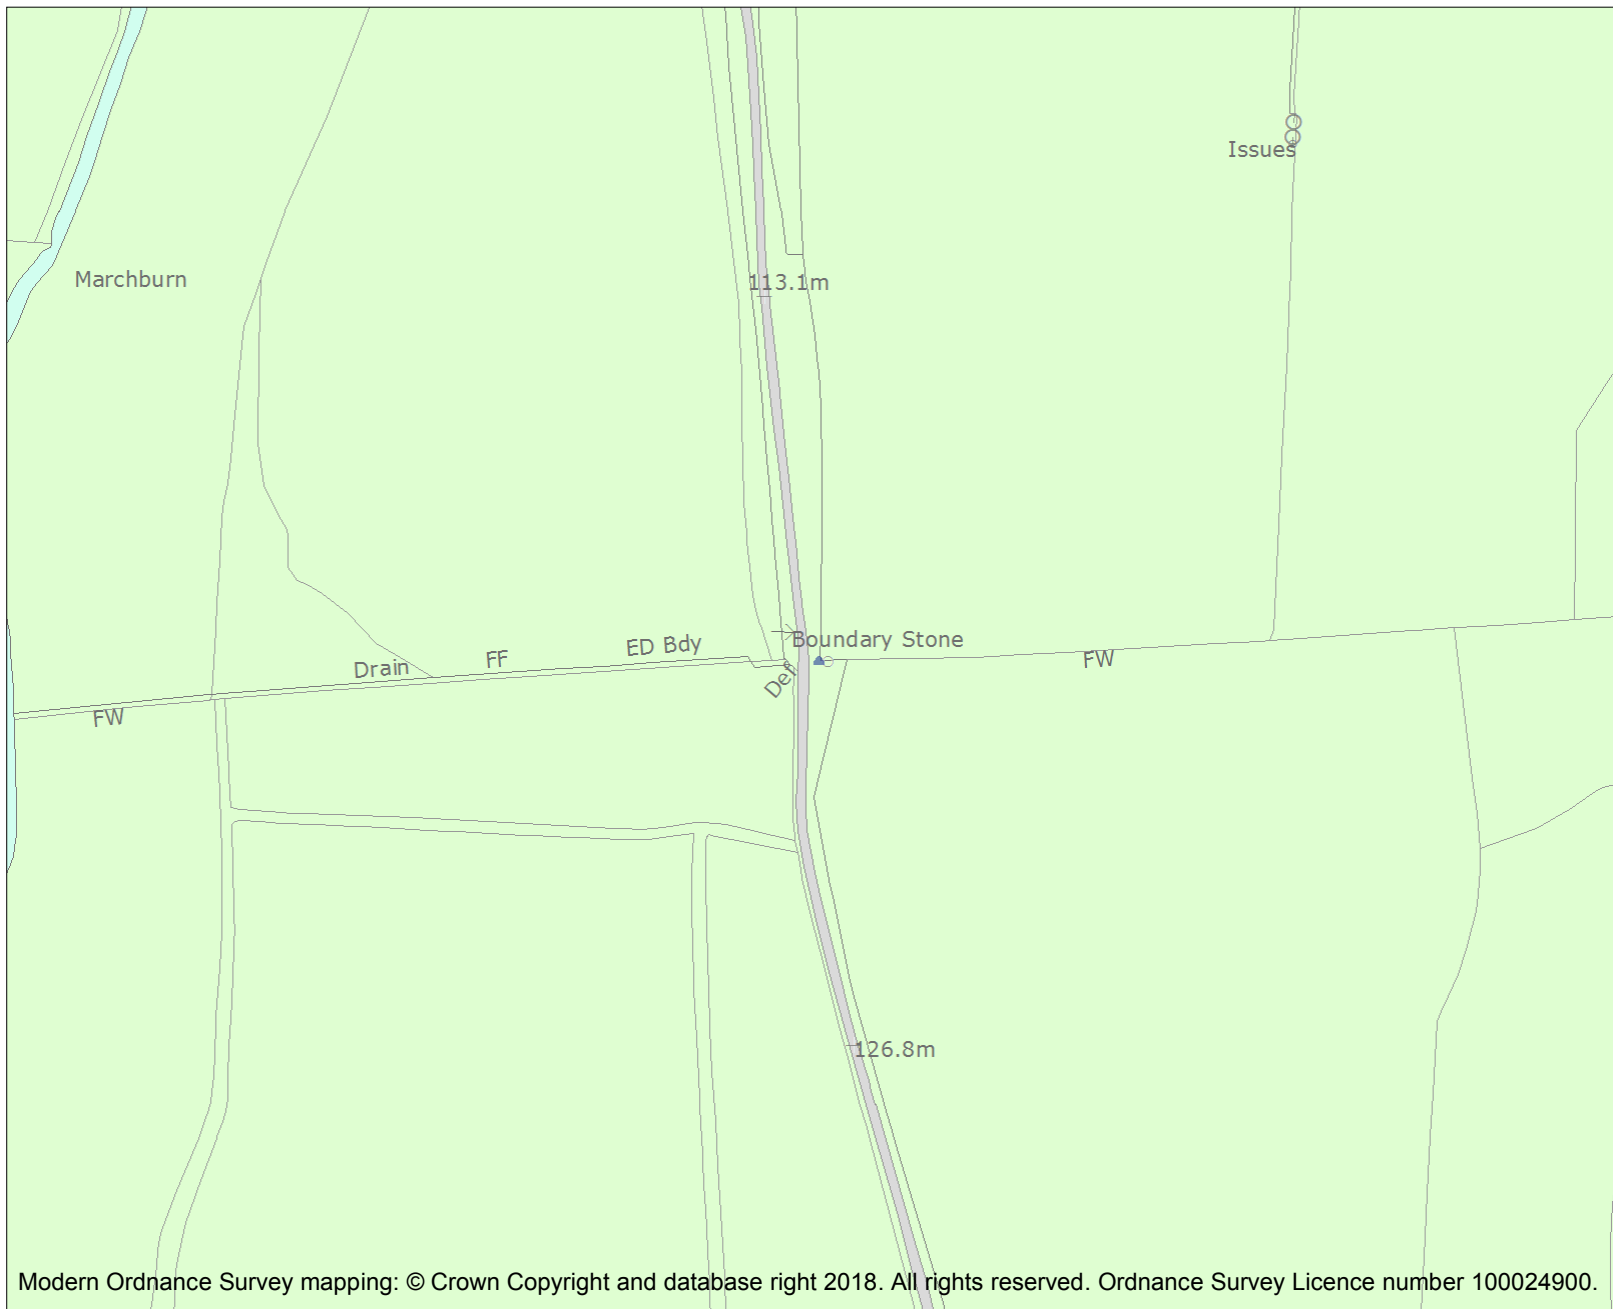 Issues
Marchburn
113.1m
Boundary Stone
ED Bdy
FF
Drain
FW
Def
FW
126.8m
Modern Ordnance Survey mapping: © Crown Copyright and database right 2018. All rights reserved. Ordnance Survey Licence number 100024900.